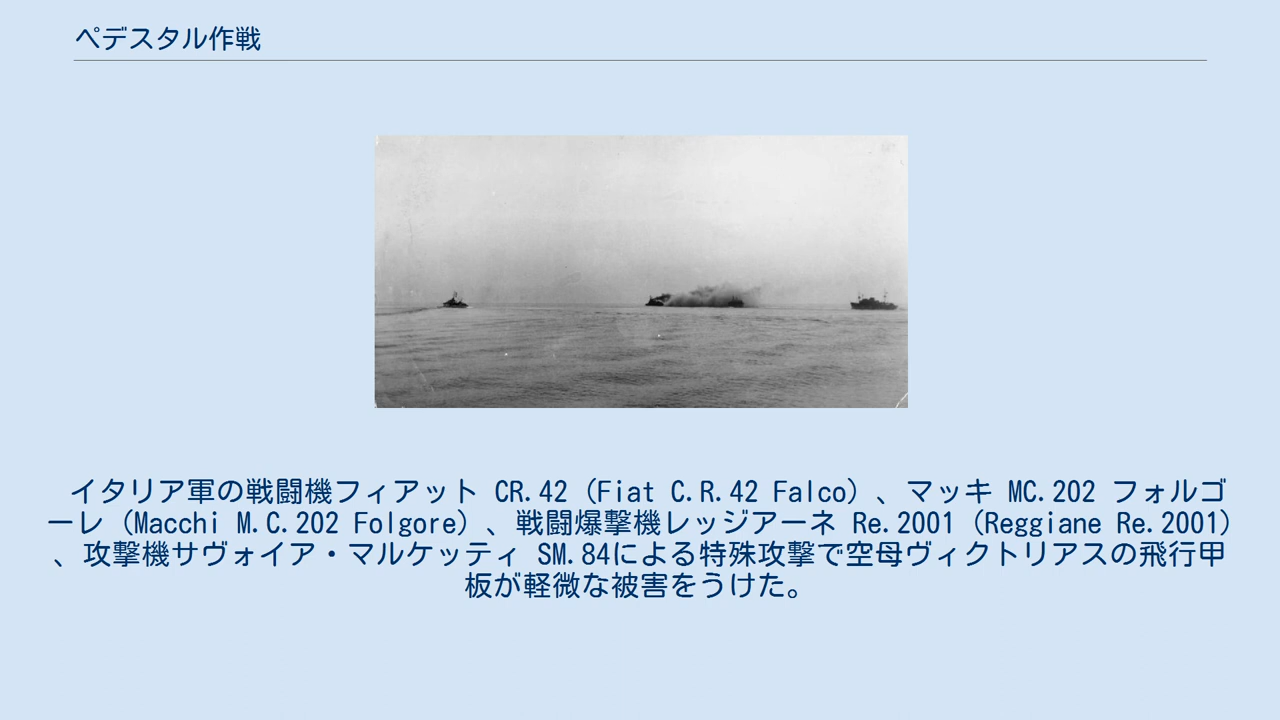 ペデスタル作戦
イタリア軍の戦闘機フィアット CR.42（Fiat C.R.42 Falco）、マッキ MC.202 フォルゴ
ーレ（Macchi M.C.202 Folgore）、戦闘爆撃機レッジアーネ Re.2001（Reggiane Re.2001）
、攻撃機サヴォイア・マルケッティ SM.84による特殊攻撃で空母ヴィクトリアスの飛行甲
板が軽微な被害をうけた。